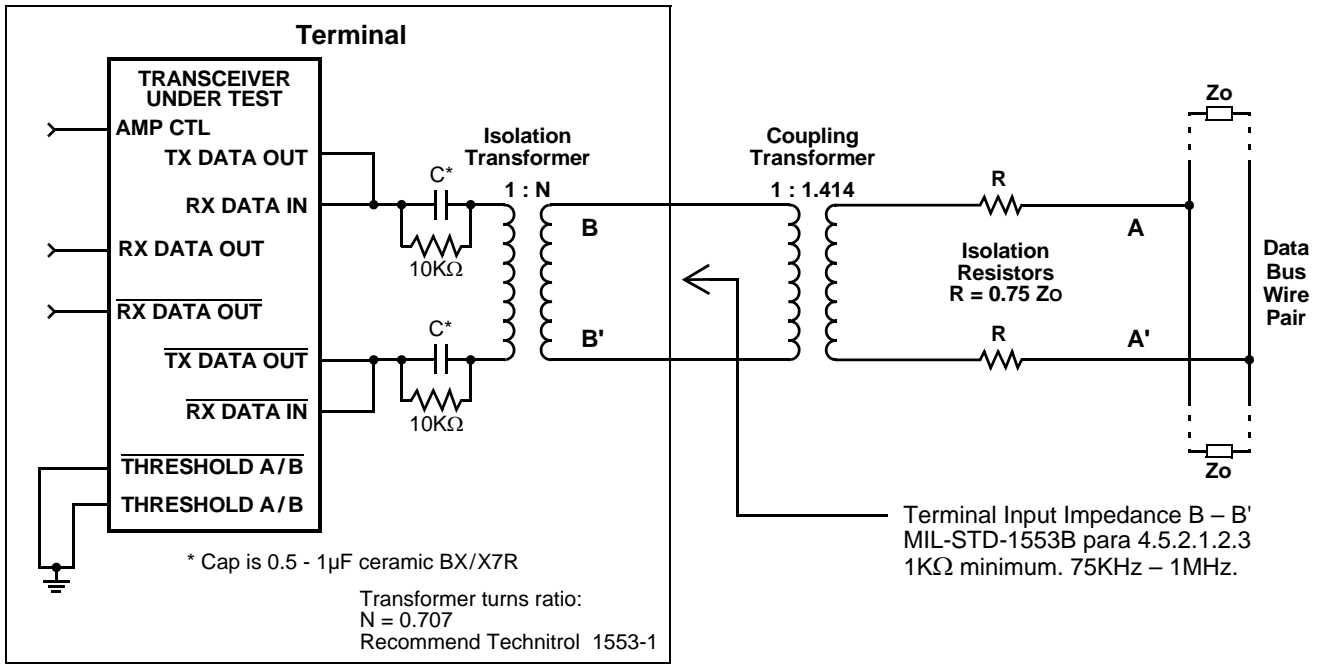 Terminal
TRANSCEIVER
UNDER TEST
AMP CTL
TX DATA OUT
RX DATA IN
RX DATA OUT
RX DATA OUT
TX DATA OUT
RX DATA IN
THRESHOLD A/B
THRESHOLD A/B
C*
10KΩ
C*
10KΩ
Isolation
Transformer
1 : N
B
B'
Coupling
Transformer
1 : 1.414
R
Isolation
Resistors
R = 0.75 ZO
R
A
A'
Zo
Zo
Data
Bus
Wire
Pair
* Cap is 0.5 - 1µF ceramic BX/X7R
Transformer turns ratio:
N = 0.707
Recommend Technitrol 1553-1
Terminal Input Impedance B – B'
MIL-STD-1553B para 4.5.2.1.2.3
1KΩ minimum. 75KHz – 1MHz.